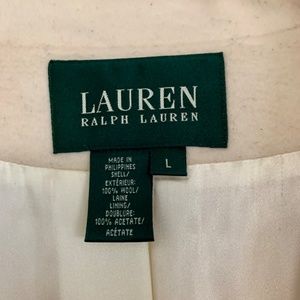 LAUREN
RALPH LAUREN
MADE IN
PHILIPPINES
SHELL/
EXTÉRIEUR:
100% WOOL/
LAINE
LINING/
DOUBLURE:
100% ACETATE/
ACÉTATE
L